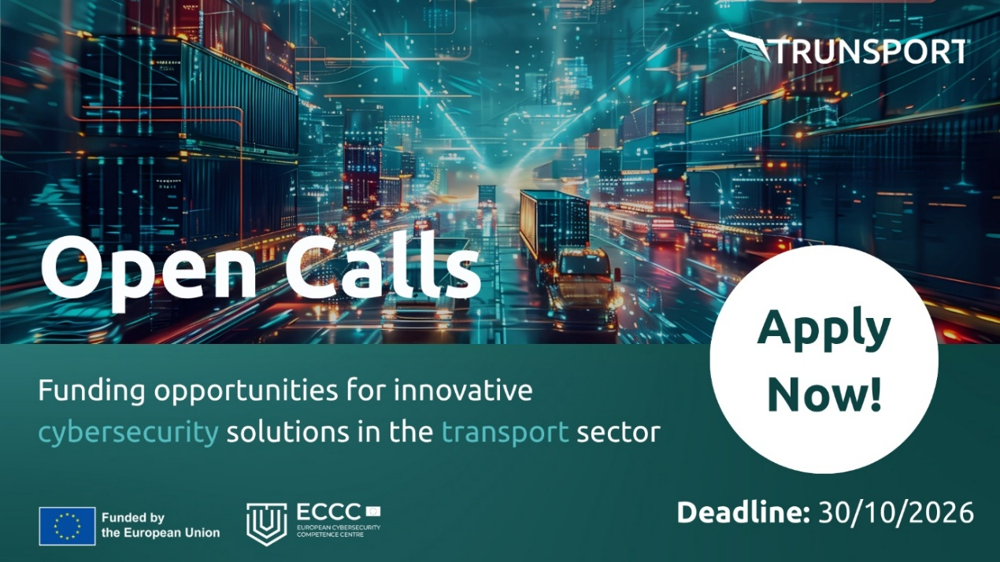 TRUNSPORT
Open Calls
Apply
Now!
Funding opportunities for innovative
cybersecurity solutions in the transport sector
Funded by
the European Union
ECCC
EUROPEAN CYBERSECURITY
COMPETENCE CENTRE
Deadline: 30/10/2026